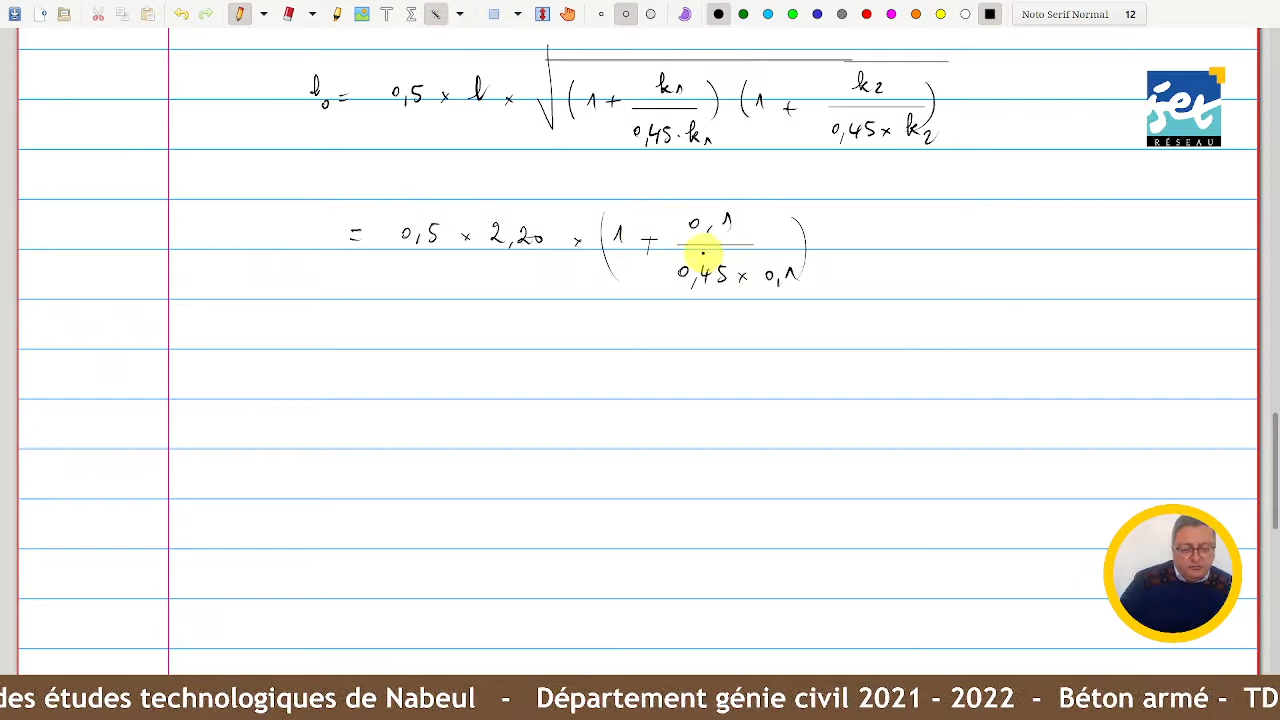 Noto Serif Normal 12
l₀ = 0,5 × l × √(1 + k1 / 0,45·k1) (1 + k2 / 0,45 × k2)
iset
RÉSEAU
= 0,5 × 2,20 × (1 + 0,1 / 0,45 × 0,1)
des études technologiques de Nabeul - Département génie civil 2021 - 2022 - Béton armé - TD